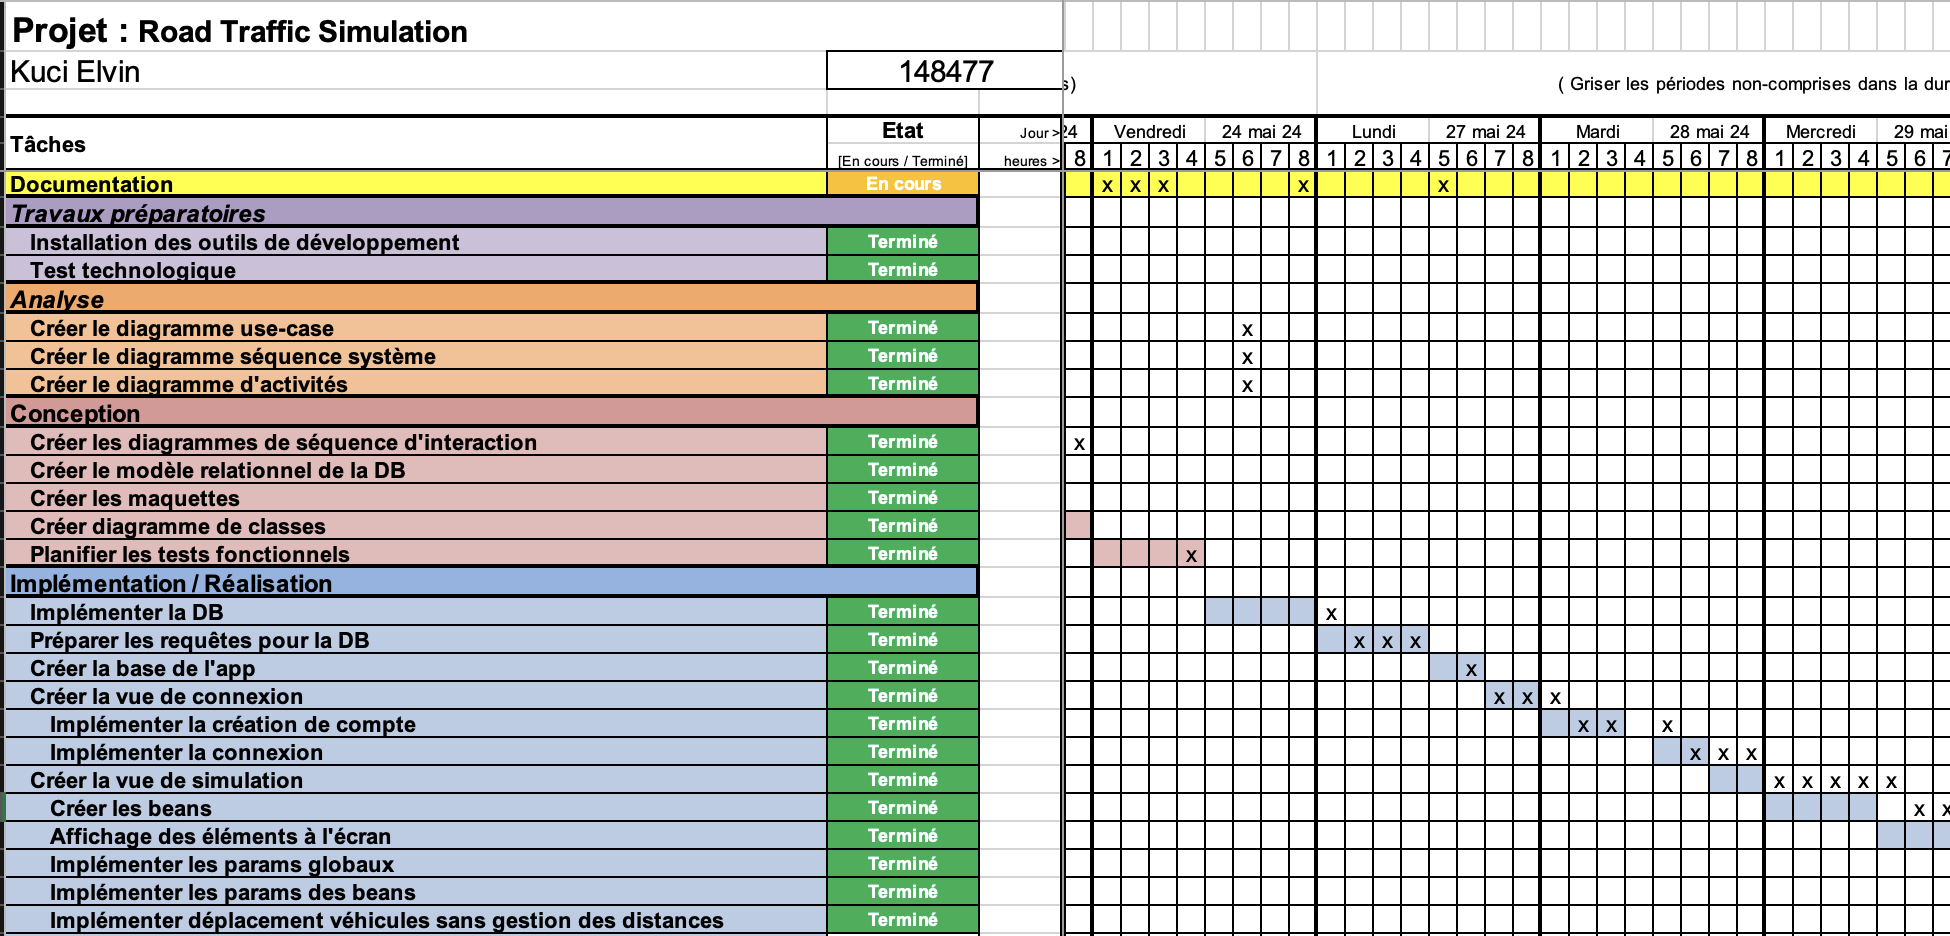 Projet : Road Traffic Simulation
Kuci Elvin 148477
s) ( Griser les périodes non-comprises dans la dur
Tâches Etat Jour > 24 Vendredi 24 mai 24 Lundi 27 mai 24 Mardi 28 mai 24 Mercredi 29 mai
[En cours / Terminé] heures > 8 1 2 3 4 5 6 7 8 1 2 3 4 5 6 7 8 1 2 3 4 5 6 7 8 1 2 3 4 5 6 7
Documentation En cours x x x x x
Travaux préparatoires
Installation des outils de développement Terminé
Test technologique Terminé
Analyse
Créer le diagramme use-case Terminé x
Créer le diagramme séquence système Terminé x
Créer le diagramme d'activités Terminé x
Conception
Créer les diagrammes de séquence d'interaction Terminé x
Créer le modèle relationnel de la DB Terminé
Créer les maquettes Terminé
Créer diagramme de classes Terminé
Planifier les tests fonctionnels Terminé x
Implémentation / Réalisation
Implémenter la DB Terminé x
Préparer les requêtes pour la DB Terminé x x x
Créer la base de l'app Terminé x
Créer la vue de connexion Terminé x x x
Implémenter la création de compte Terminé x x x
Implémenter la connexion Terminé x x x
Créer la vue de simulation Terminé x x x x x
Créer les beans Terminé x x
Affichage des éléments à l'écran Terminé
Implémenter les params globaux Terminé
Implémenter les params des beans Terminé
Implémenter déplacement véhicules sans gestion des distances Terminé